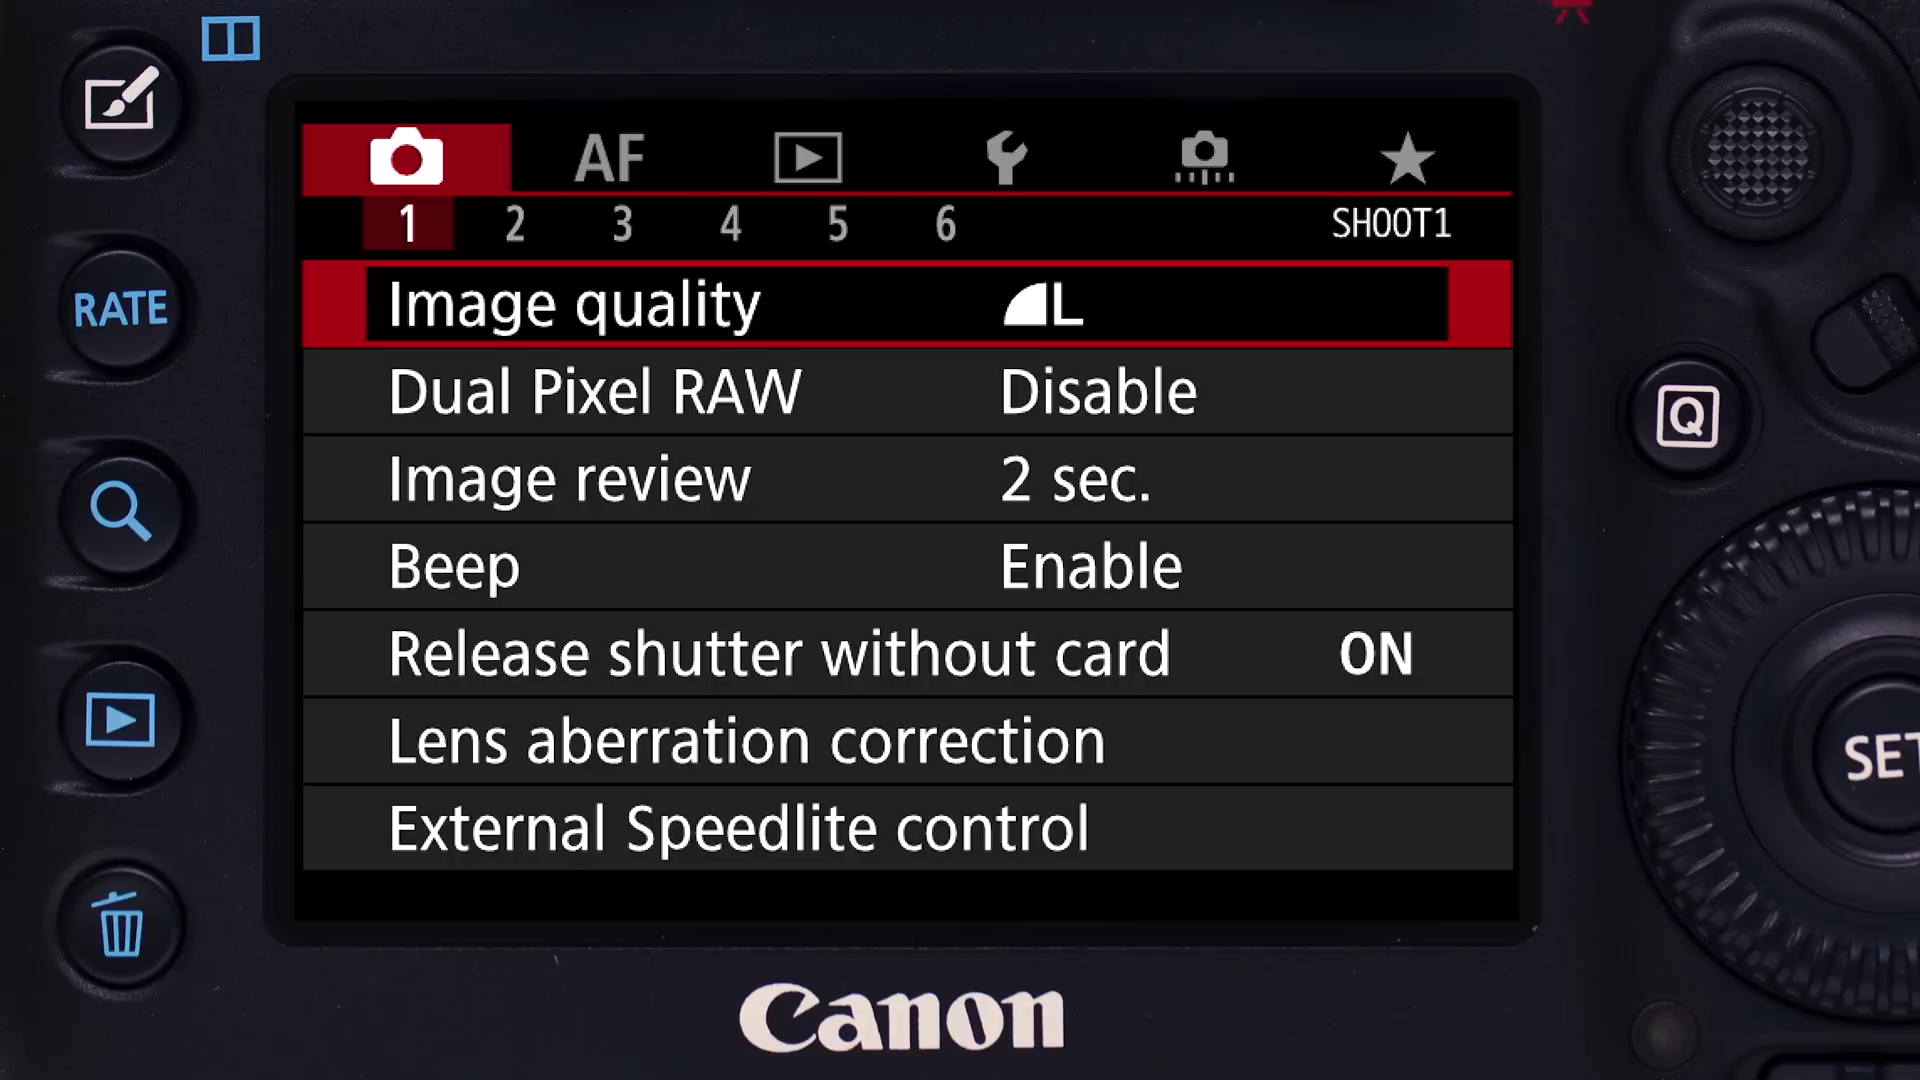 AF
1 2 3 4 5 6 SHOOT1
RATE
Image quality L
Dual Pixel RAW Disable
Q
Image review 2 sec.
Beep Enable
Release shutter without card ON
Lens aberration correction
SET
External Speedlite control
Canon